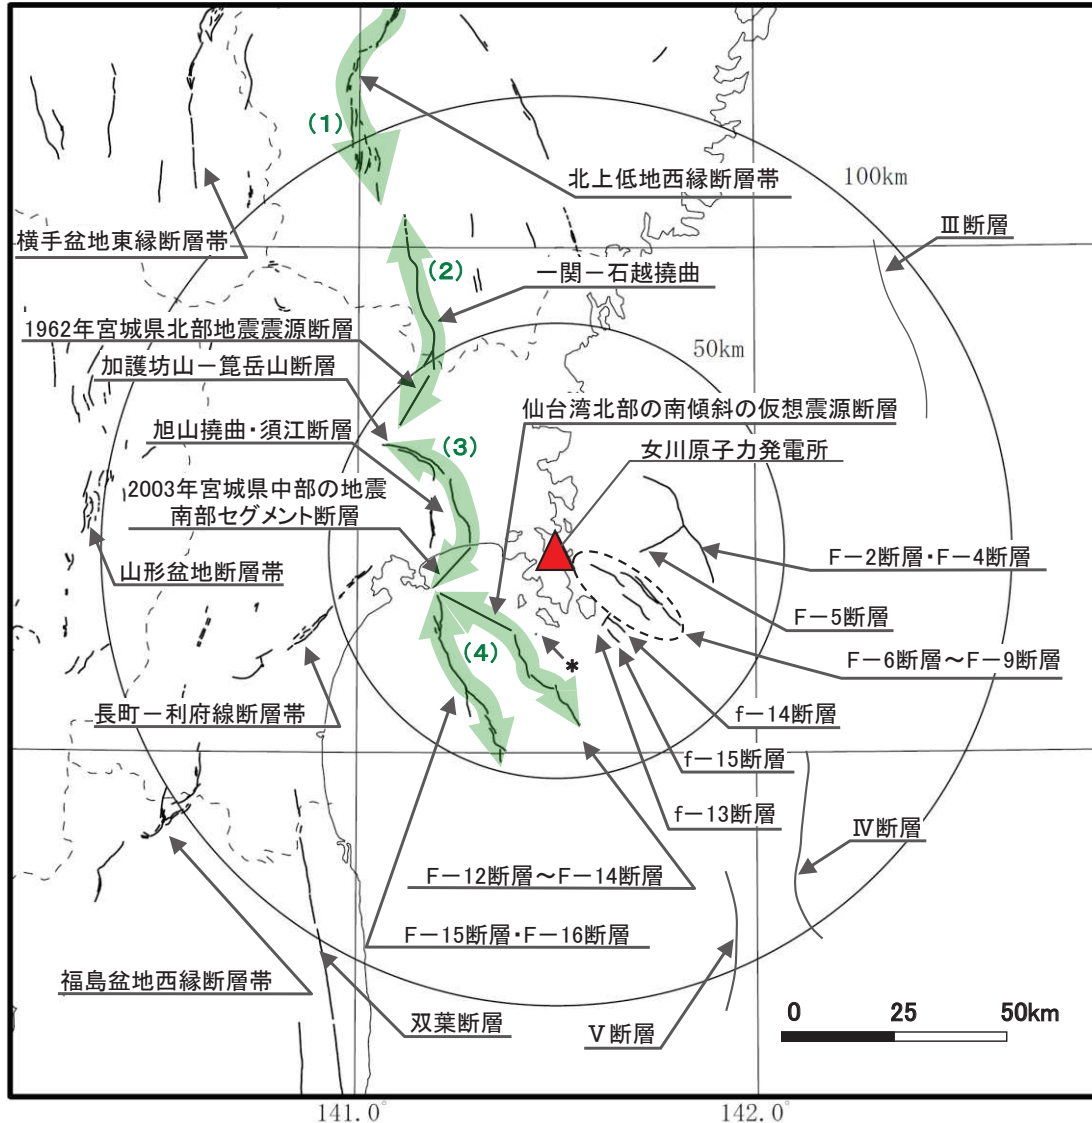 (1)
北上低地西縁断層帯
100km
Ⅲ断層
横手盆地東縁断層帯
(2)
一関－石越撓曲
1962年宮城県北部地震震源断層
50km
加護坊山－箟岳山断層
仙台湾北部の南傾斜の仮想震源断層
旭山撓曲・須江断層
(3)
女川原子力発電所
2003年宮城県中部の地震
南部セグメント断層
山形盆地断層帯
F－2断層・F－4断層
F－5断層
(4)
*
F－6断層～F－9断層
長町－利府線断層帯
f－14断層
f－15断層
f－13断層
Ⅳ断層
F－12断層～F－14断層
F－15断層・F－16断層
福島盆地西縁断層帯
双葉断層
Ⅴ断層
0 25 50km
141.0°
142.0°